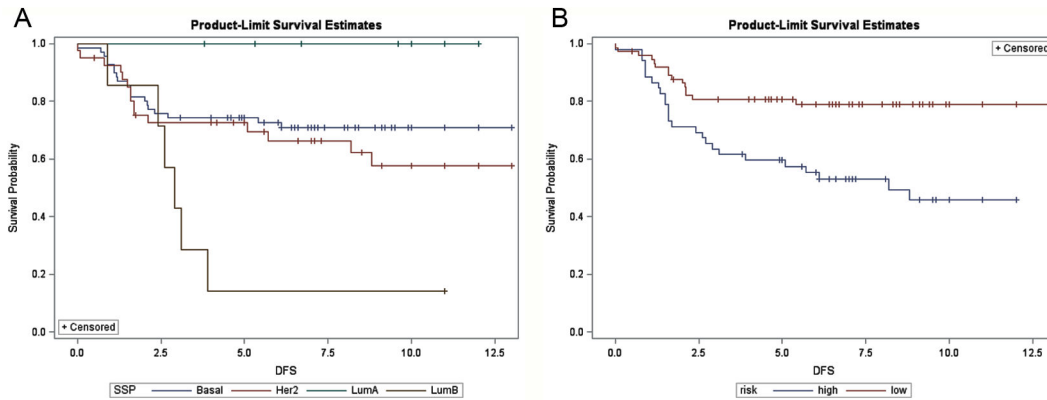 A
Product-Limit Survival Estimates
Survival Probability
1.0
0.8
0.6
0.4
0.2
0.0
+ Censored
0.0 2.5 5.0 7.5 10.0 12.5
DFS
SSP Basal Her2 LumA LumB
B
Product-Limit Survival Estimates
+ Censored
Survival Probability
1.0
0.8
0.6
0.4
0.2
0.0
0.0 2.5 5.0 7.5 10.0 12.5
DFS
risk high low